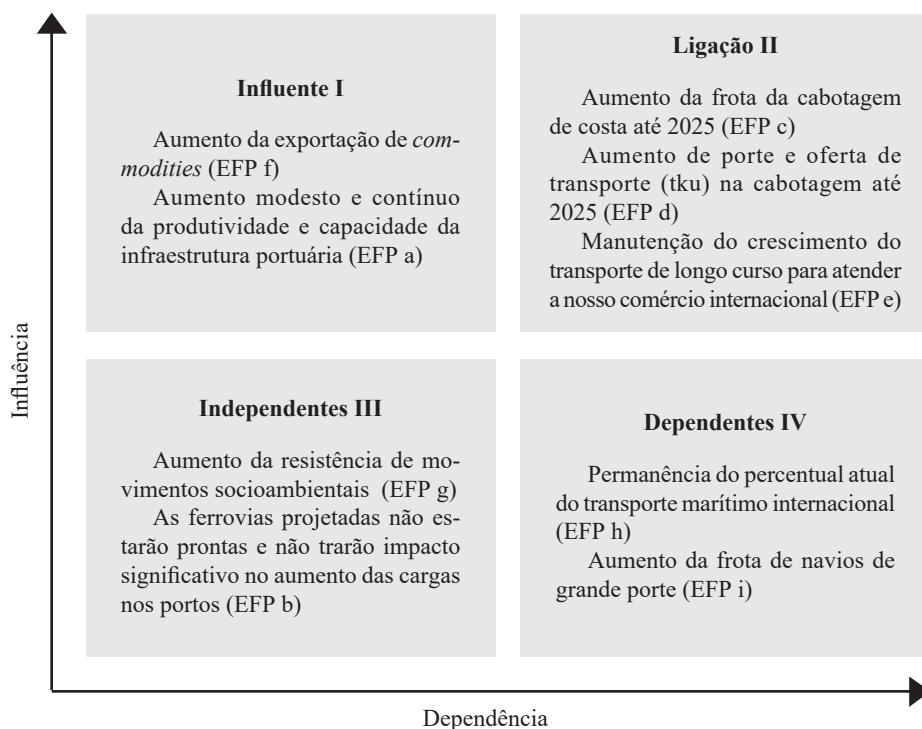 Influente I
Aumento da exportação de com-
modities (EFP f)
Aumento modesto e contínuo
da produtividade e capacidade da
infraestrutura portuária (EFP a)
Ligação II
Aumento da frota da cabotagem
de costa até 2025 (EFP c)
Aumento de porte e oferta de
transporte (tku) na cabotagem até
2025 (EFP d)
Manutenção do crescimento do
transporte de longo curso para atender
a nosso comércio internacional (EFP e)
Influência
Independentes III
Aumento da resistência de mo-
vimentos socioambientais (EFP g)
As ferrovias projetadas não es-
tarão prontas e não trarão impacto
significativo no aumento das cargas
nos portos (EFP b)
Dependentes IV
Permanência do percentual atual
do transporte marítimo internacional
(EFP h)
Aumento da frota de navios de
grande porte (EFP i)
Dependência